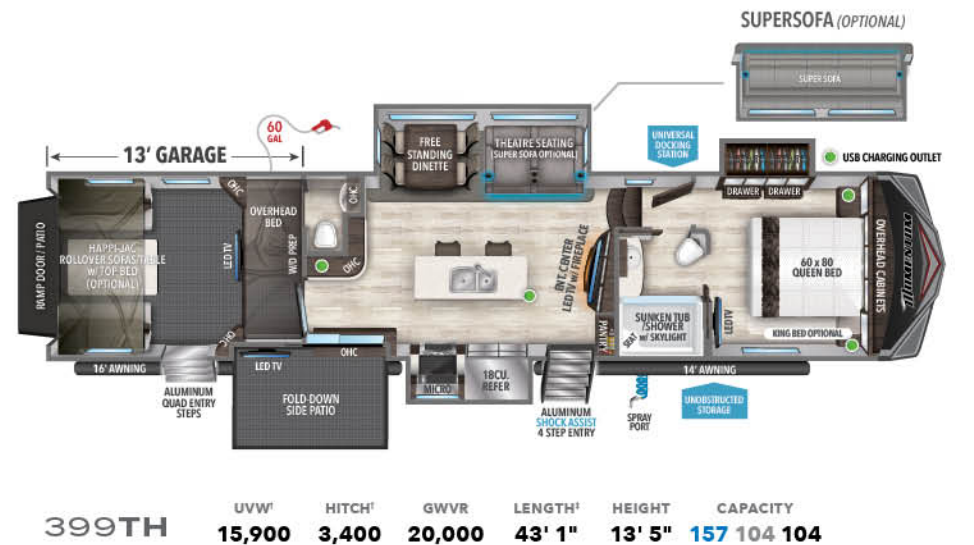 SUPERSOFA (OPTIONAL)
SUPER SOFA
60
GAL
13' GARAGE
FREE
STANDING
DINETTE
THEATRE SEATING
(SUPER SOFA OPTIONAL)
UNIVERSAL
DOCKING
STATION
USB CHARGING OUTLET
DRAWER
DRAWER
RAMP DOOR / PATIO
HAPPI-JAC
ROLLOVER SOFAS/TABLE
w/ TOP BED
(OPTIONAL)
LED TV
OHC
OVERHEAD
BED
W/D PREP
OHC
OHC
ENT. CENTER
LED TV w/ FIREPLACE
60 x 80
QUEEN BED
OVERHEAD CABINETS
MOMENTUM
SUNKEN TUB
/SHOWER
w/ SKYLIGHT
SEAT
LED TV
KING BED OPTIONAL
PANTRY
OHC
OHC
LED TV
16' AWNING
14' AWNING
ALUMINUM
QUAD ENTRY
STEPS
FOLD-DOWN
SIDE PATIO
MICRO
18CU.
REFER
ALUMINUM
SHOCK ASSIST
4 STEP ENTRY
SPRAY
PORT
UNOBSTRUCTED
STORAGE
399TH
UVW†
HITCH†
GWVR
LENGTH‡
HEIGHT
CAPACITY
15,900
3,400
20,000
43' 1"
13' 5"
157 104 104